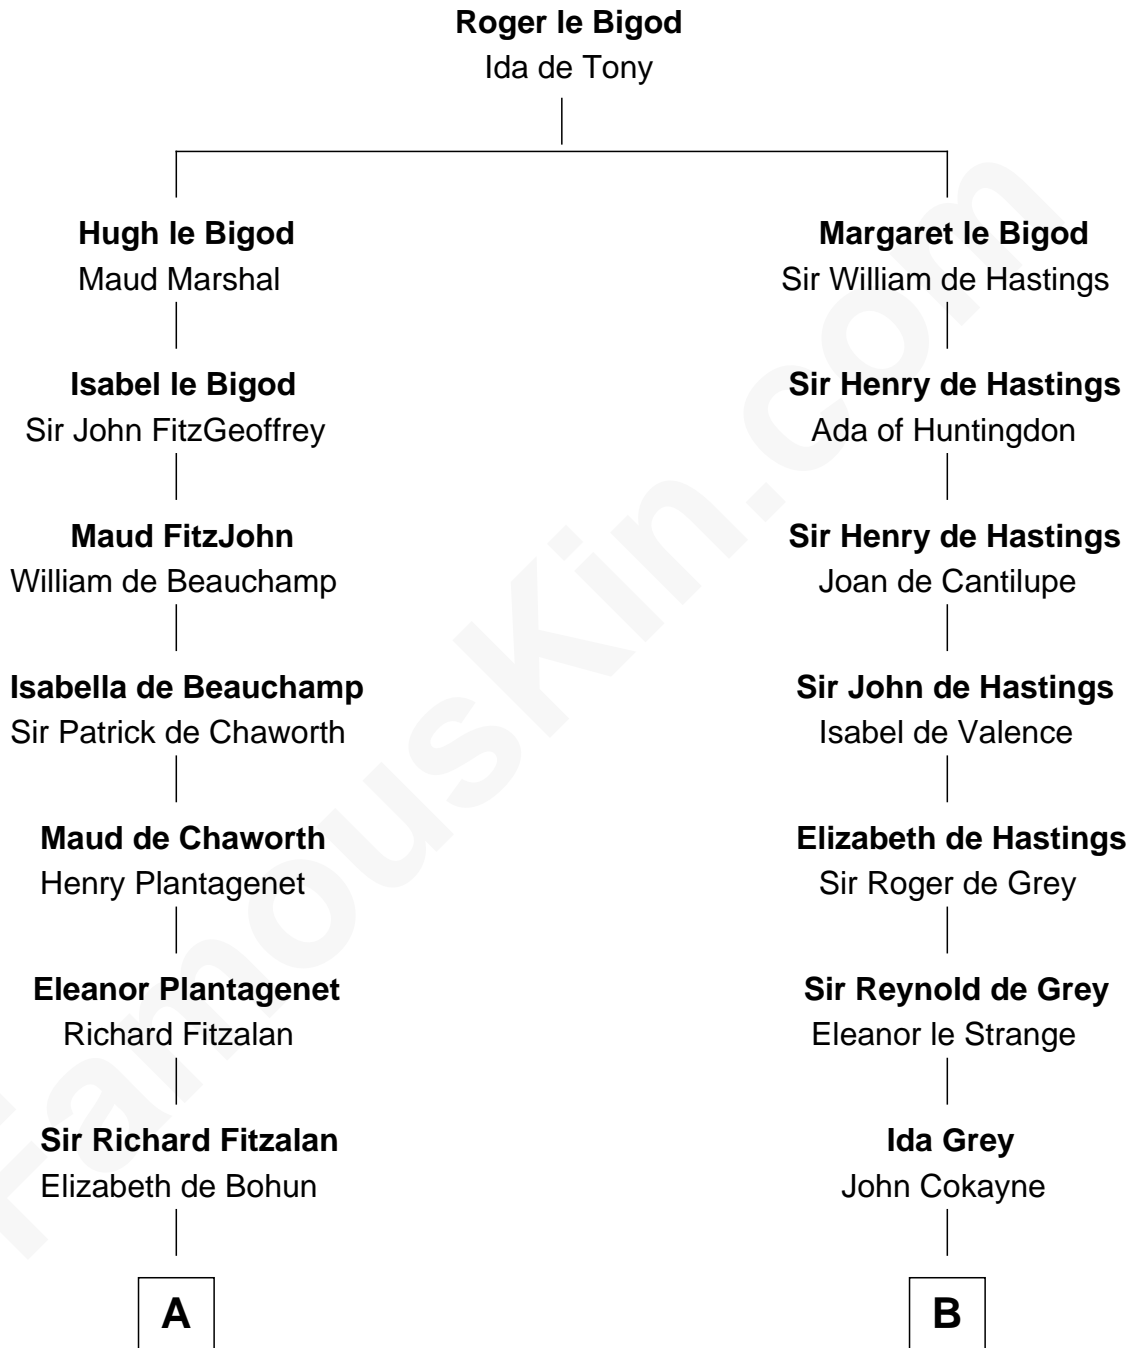 Roger le Bigod
Ida de Tony
Hugh le Bigod
Maud Marshal
Isabel le Bigod
Sir John FitzGeoffrey
Maud FitzJohn
William de Beauchamp
Isabella de Beauchamp
Sir Patrick de Chaworth
Maud de Chaworth
Henry Plantagenet
Eleanor Plantagenet
Richard Fitzalan
Sir Richard Fitzalan
Elizabeth de Bohun
A
Margaret le Bigod
Sir William de Hastings
Sir Henry de Hastings
Ada of Huntingdon
Sir Henry de Hastings
Joan de Cantilupe
Sir John de Hastings
Isabel de Valence
Elizabeth de Hastings
Sir Roger de Grey
Sir Reynold de Grey
Eleanor le Strange
Ida Grey
John Cokayne
B
FamousKin.com